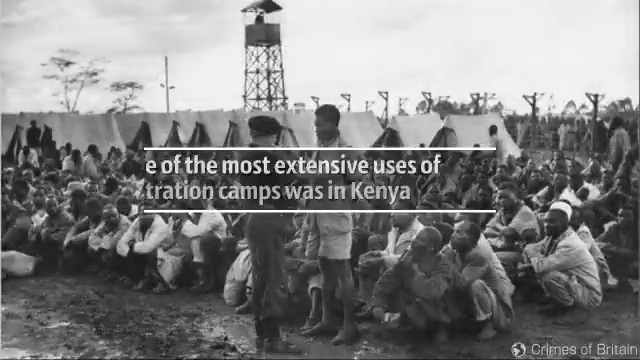 e of the most extensive uses of
tration camps was in Kenya
Crimes of Britain